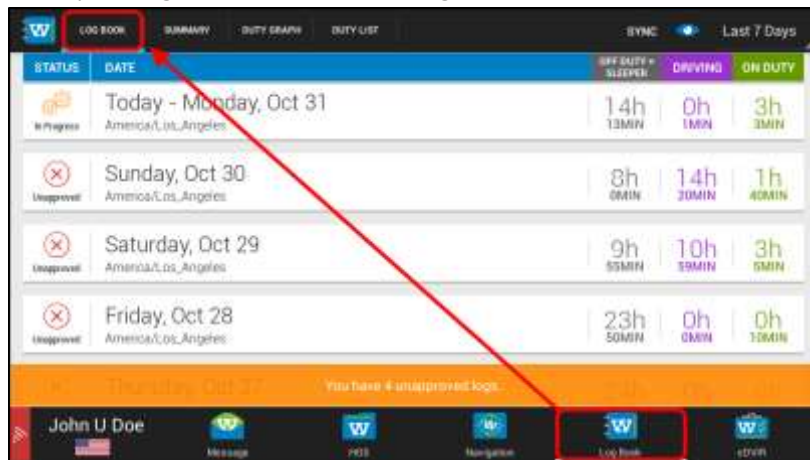 LOG BOOK SUMMARY DUTY GRAPH DUTY LIST SYNC Last 7 Days
STATUS DATE OFF DUTY + SLEEPER DRIVING ON DUTY
Today - Monday, Oct 31 14h 0h 3h
In Progress America/Los_Angeles 13MIN 1MIN 3MIN
Sunday, Oct 30 8h 14h 1h
Unapproved America/Los_Angeles 0MIN 20MIN 40MIN
Saturday, Oct 29 9h 10h 3h
Unapproved America/Los_Angeles 55MIN 59MIN 5MIN
Friday, Oct 28 23h 0h 0h
Unapproved America/Los_Angeles 50MIN 0MIN 10MIN
Thursday, Oct 27 You have 4 unapproved logs.
John U Doe
Message HOS Navigation Log Book eDVIR